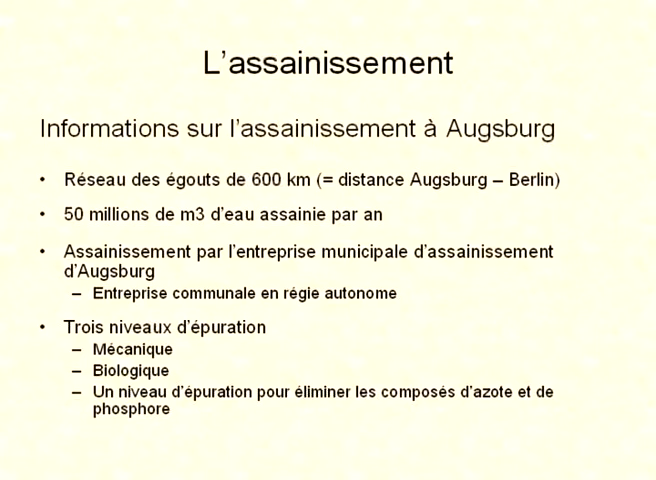 L'assainissement
Informations sur l'assainissement à Augsburg
• Réseau des égouts de 600 km (= distance Augsburg – Berlin)
• 50 millions de m3 d'eau assainie par an
• Assainissement par l'entreprise municipale d'assainissement
d'Augsburg
– Entreprise communale en régie autonome
• Trois niveaux d'épuration
– Mécanique
– Biologique
– Un niveau d'épuration pour éliminer les composés d'azote et de
phosphore